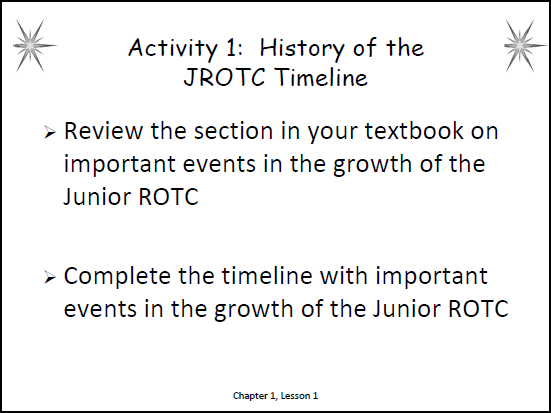 Activity 1:  History of the
JROTC Timeline
➢ Review the section in your textbook on
important events in the growth of the
Junior ROTC
➢ Complete the timeline with important
events in the growth of the Junior ROTC
Chapter 1, Lesson 1